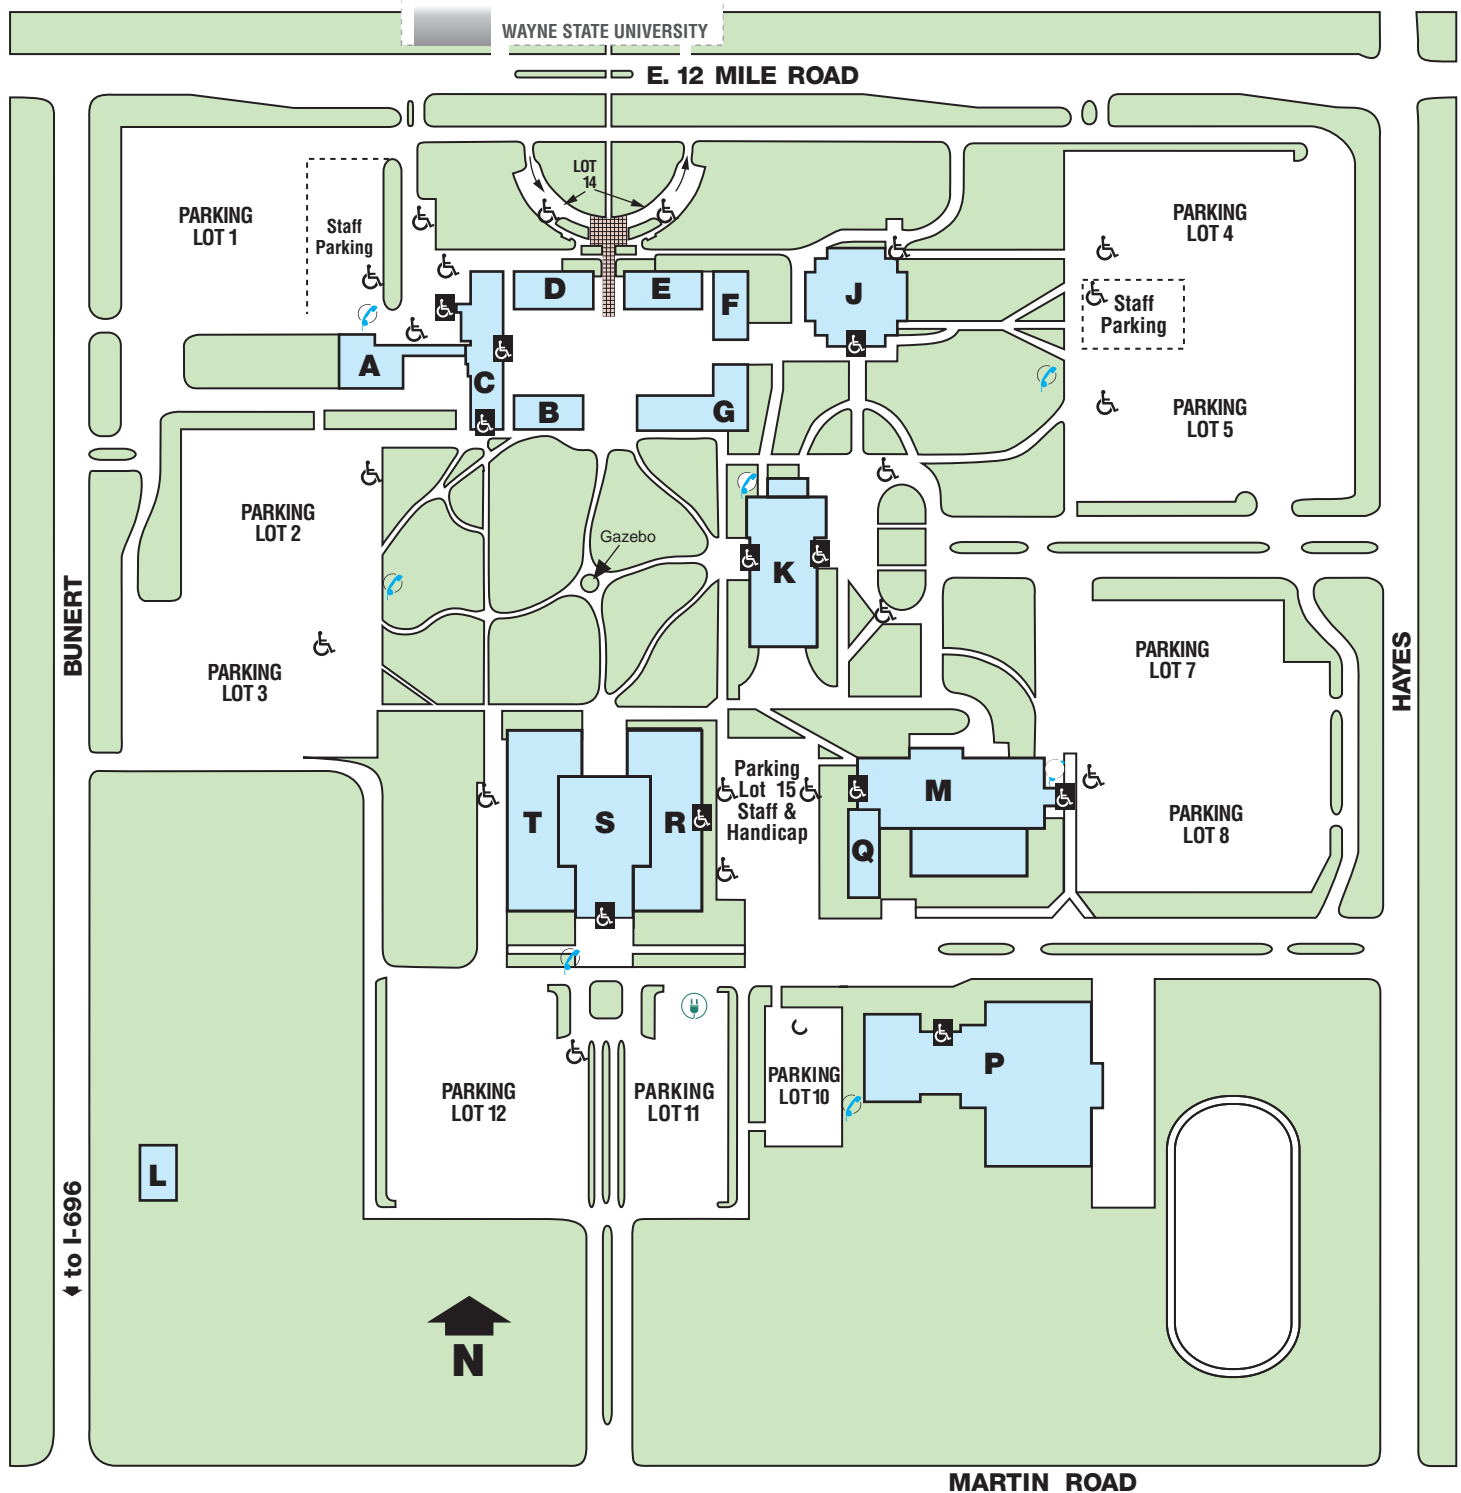 WAYNE STATE UNIVERSITY
E. 12 MILE ROAD
LOT
14
PARKING
LOT 1
Staff
Parking
PARKING
LOT 4
D
E
F
J
Staff
Parking
A
C
B
G
PARKING
LOT 5
PARKING
LOT 2
Gazebo
K
BUNERT
PARKING
LOT 3
PARKING
LOT 7
HAYES
T
S
R
Parking
Lot 15
Staff &
Handicap
M
Q
PARKING
LOT 8
P
PARKING
LOT 12
PARKING
LOT 11
PARKING
LOT 10
L
to I-696
N
MARTIN ROAD